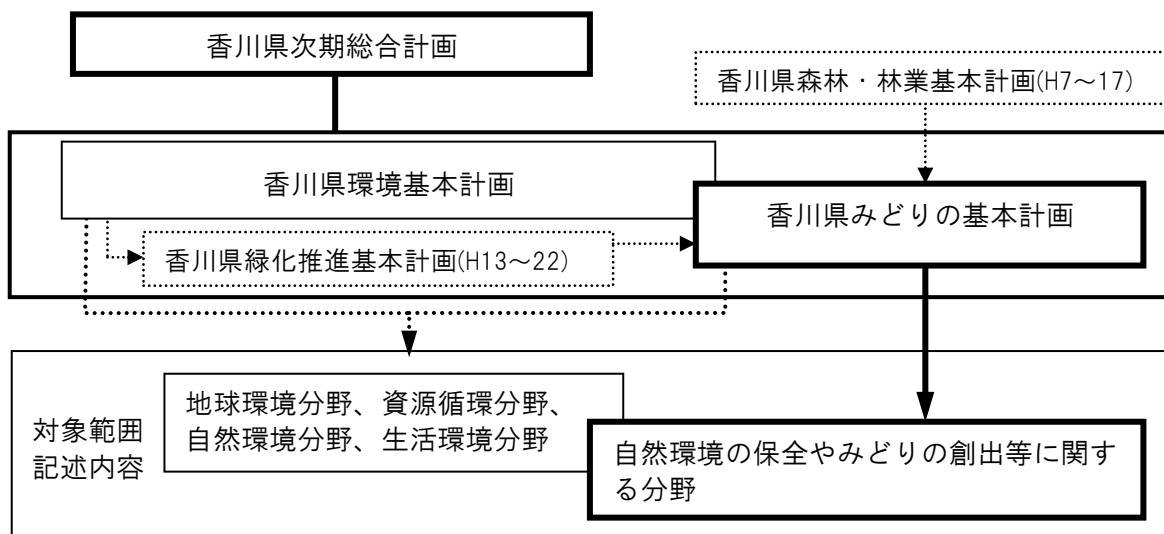 香川県次期総合計画
香川県森林・林業基本計画(H7～17)
香川県環境基本計画
香川県みどりの基本計画
香川県緑化推進基本計画(H13～22)
対象範囲
記述内容
地球環境分野、資源循環分野、
自然環境分野、生活環境分野
自然環境の保全やみどりの創出等に関す
る分野